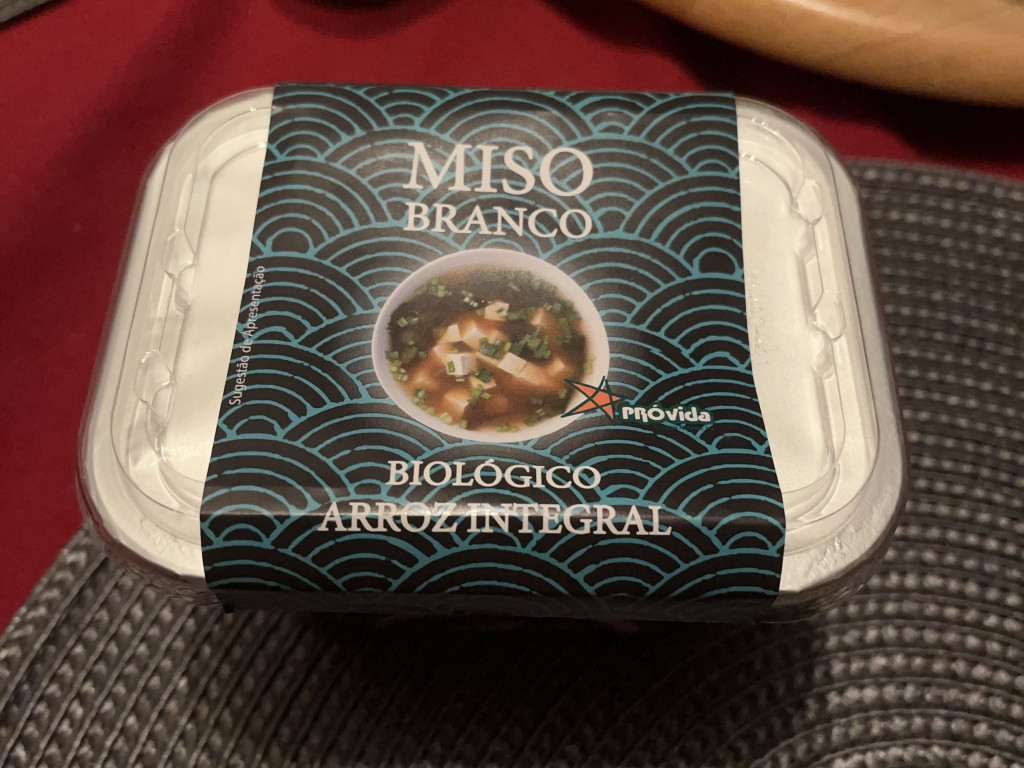 MISO
BRANCO
Sugestão de Apresentação
PRÓvida
BIOLÓGICO
ARROZ INTEGRAL